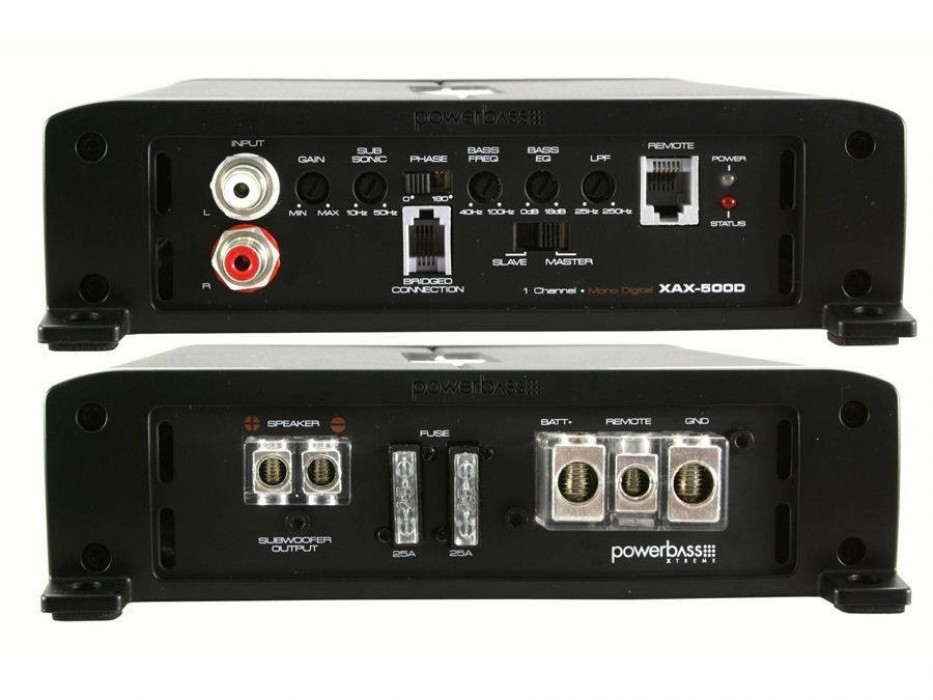 powerbass
INPUT
L
R
GAIN
MIN MAX
SUB SONIC
10Hz 50Hz
PHASE
0° 180°
BASS FREQ
40Hz 100Hz
BASS EQ
0dB 18dB
LPF
25Hz 250Hz
REMOTE
POWER
STATUS
BRIDGED CONNECTION
SLAVE MASTER
1 Channel • Mono Digital XAX-500D
powerbass
+ SPEAKER −
SUBWOOFER OUTPUT
FUSE
25A 25A
BATT+ REMOTE GND
powerbass
XTREME